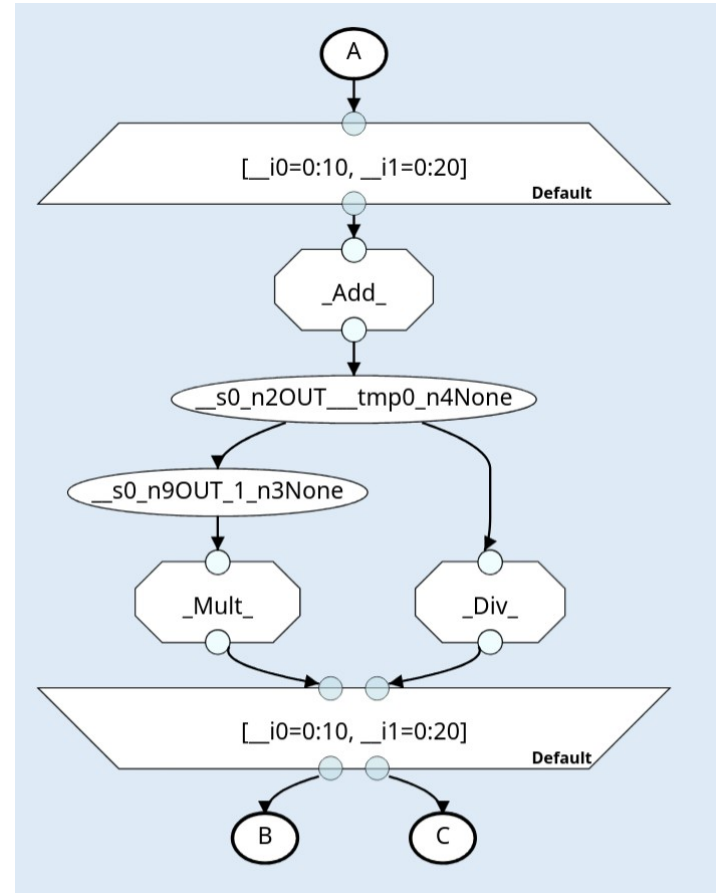 A
[__i0=0:10, __i1=0:20]
Default
_Add_
__s0_n2OUT___tmp0_n4None
__s0_n9OUT_1_n3None
_Mult_
_Div_
[__i0=0:10, __i1=0:20]
Default
B
C